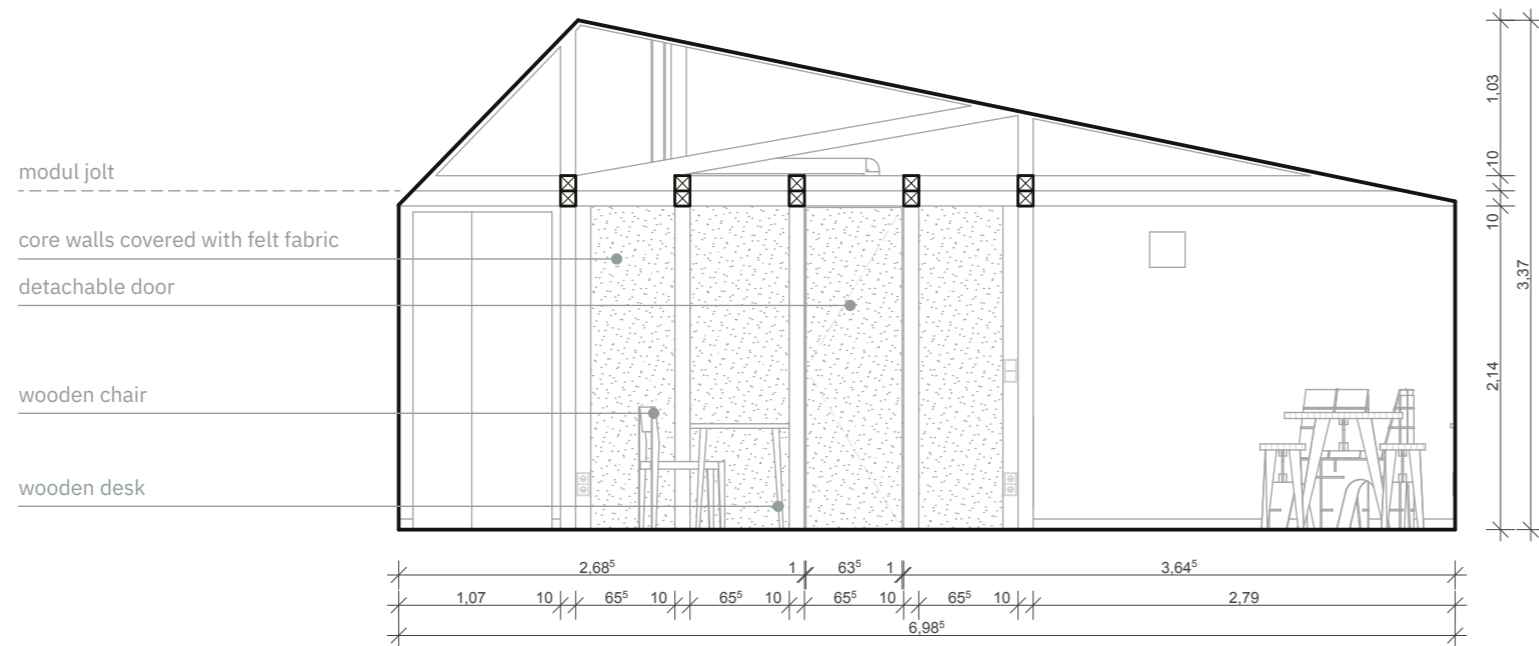 modul jolt
core walls covered with felt fabric
detachable door
wooden chair
wooden desk
1,03
10
10
2,14
3,37
2,68⁵ 1 63⁵ 1 3,64⁵
1,07 10 65⁵ 10 65⁵ 10 65⁵ 10 65⁵ 10 2,79
6,98⁵